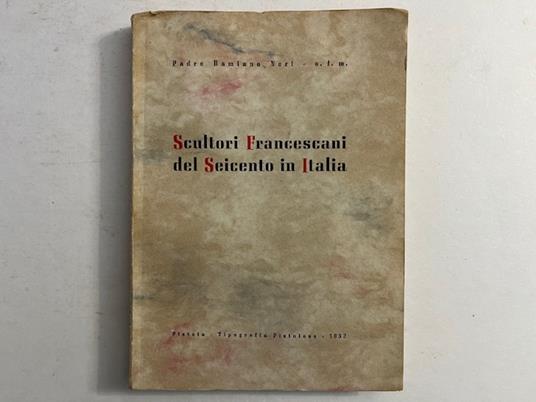 Padre Damiano Neri - o. f. m.
Scultori Francescani
del Seicento in Italia
Pistoia - Tipografia Pistoiese - 1952